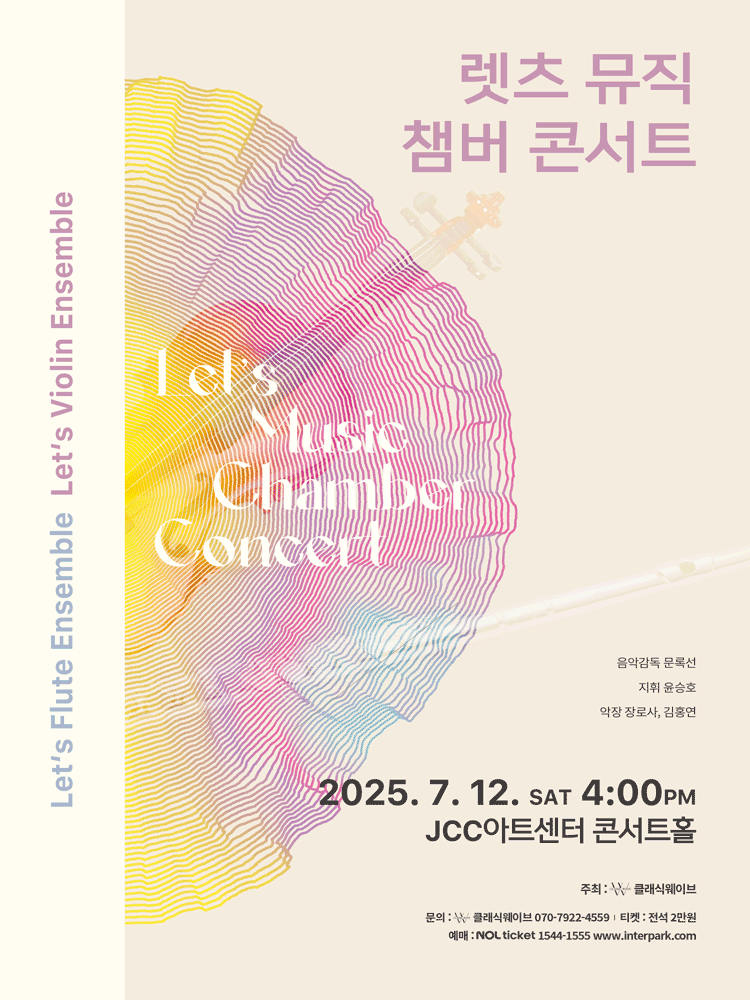 렛츠 뮤직
챔버 콘서트
Let's Flute Ensemble Let's Violin Ensemble
Let's
Music
Chamber
Concert
음악감독 문록선
지휘 윤승호
악장 장로사, 김홍연
2025. 7. 12. SAT 4:00PM
JCC아트센터 콘서트홀
주최 : 클래식웨이브
문의 : 클래식웨이브 070-7922-4559 | 티켓 : 전석 2만원
예매 : NOL ticket 1544-1555 www.interpark.com